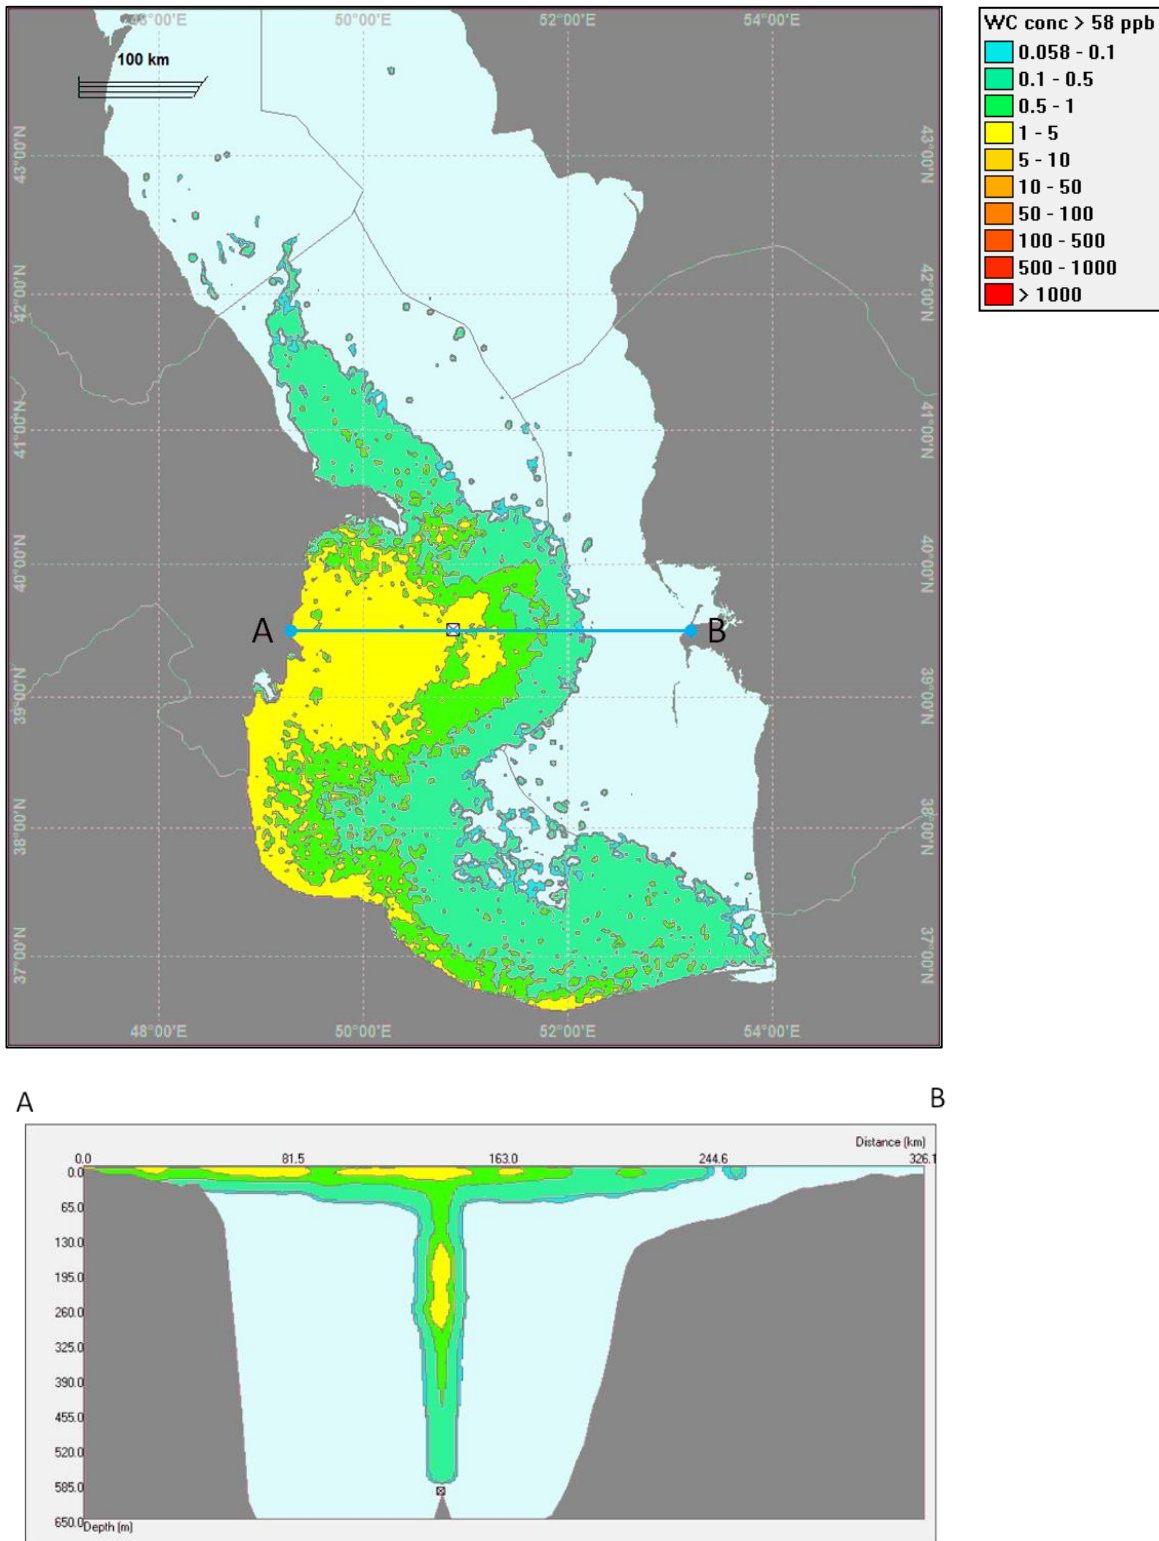 48°00'E 50°00'E 52°00'E 54°00'E
100 km
43°00'N 43°00'N
42°00'N 42°00'N
41°00'N 41°00'N
40°00'N 40°00'N
A B
39°00'N 39°00'N
38°00'N 38°00'N
37°00'N 37°00'N
48°00'E 50°00'E 52°00'E 54°00'E
WC conc > 58 ppb
0.058 - 0.1
0.1 - 0.5
0.5 - 1
1 - 5
5 - 10
10 - 50
50 - 100
100 - 500
500 - 1000
> 1000
A B
Distance (km)
0.0 81.5 163.0 244.6 326.1
0.0
65.0
130.0
195.0
260.0
325.0
390.0
455.0
520.0
585.0
650.0
Depth (m)